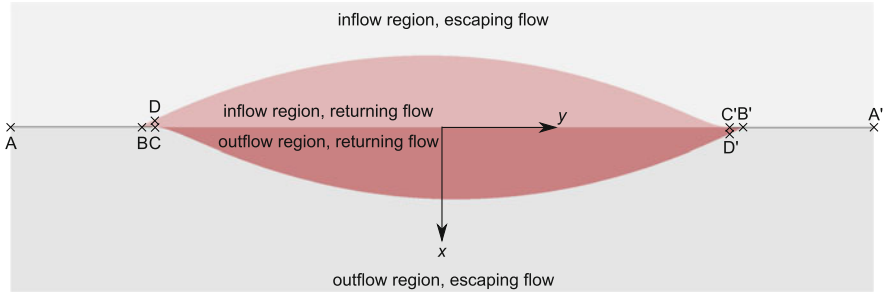 inflow region, escaping flow
D
inflow region, returning flow
y
C'B'
A'
A
BC
outflow region, returning flow
D'
x
outflow region, escaping flow